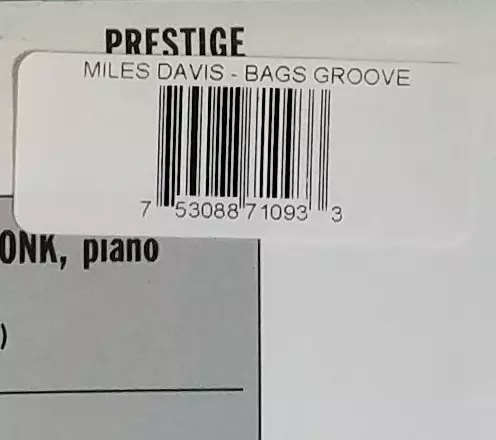 PRESTIGE
MILES DAVIS - BAGS GROOVE
7 53088 71093 3
ONK, piano
)